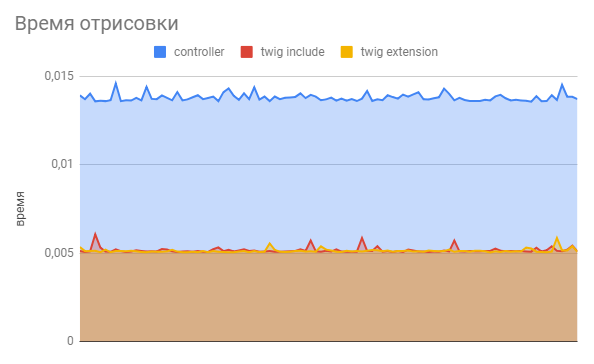 Время отрисовки
controller twig include twig extension
0,015
0,01
0,005
0
время